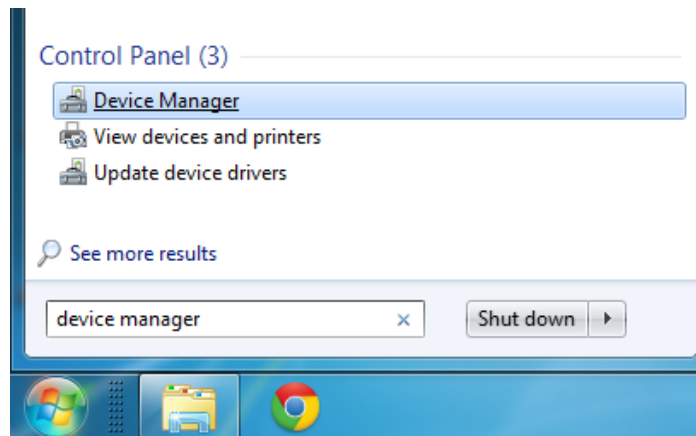 Control Panel (3)
Device Manager
View devices and printers
Update device drivers
See more results
device manager
Shut down